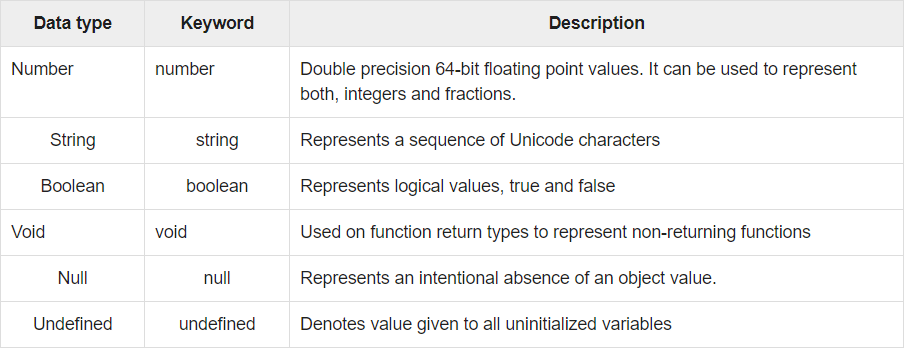 Data type Keyword Description
Number number Double precision 64-bit floating point values. It can be used to represent
both, integers and fractions.
String string Represents a sequence of Unicode characters
Boolean boolean Represents logical values, true and false
Void void Used on function return types to represent non-returning functions
Null null Represents an intentional absence of an object value.
Undefined undefined Denotes value given to all uninitialized variables